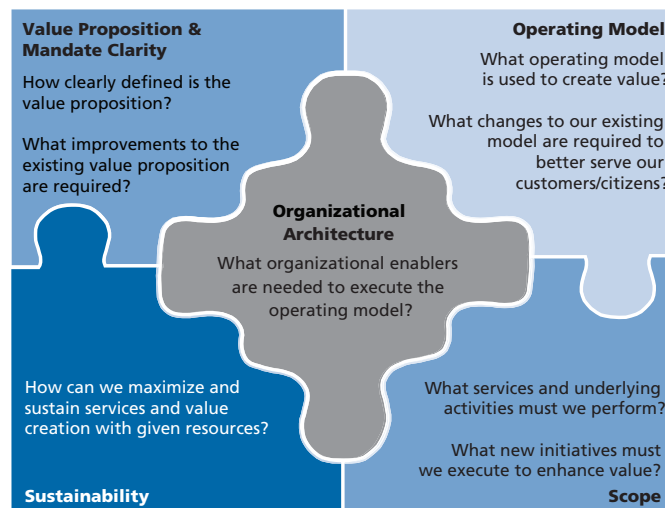 Value Proposition &
Mandate Clarity
How clearly defined is the
value proposition?
What improvements to the
existing value proposition
are required?
Operating Model
What operating model
is used to create value?
What changes to our existing
model are required to
better serve our
customers/citizens?
Organizational
Architecture
What organizational enablers
are needed to execute the
operating model?
How can we maximize and
sustain services and value
creation with given resources?
Sustainability
What services and underlying
activities must we perform?
What new initiatives must
we execute to enhance value?
Scope